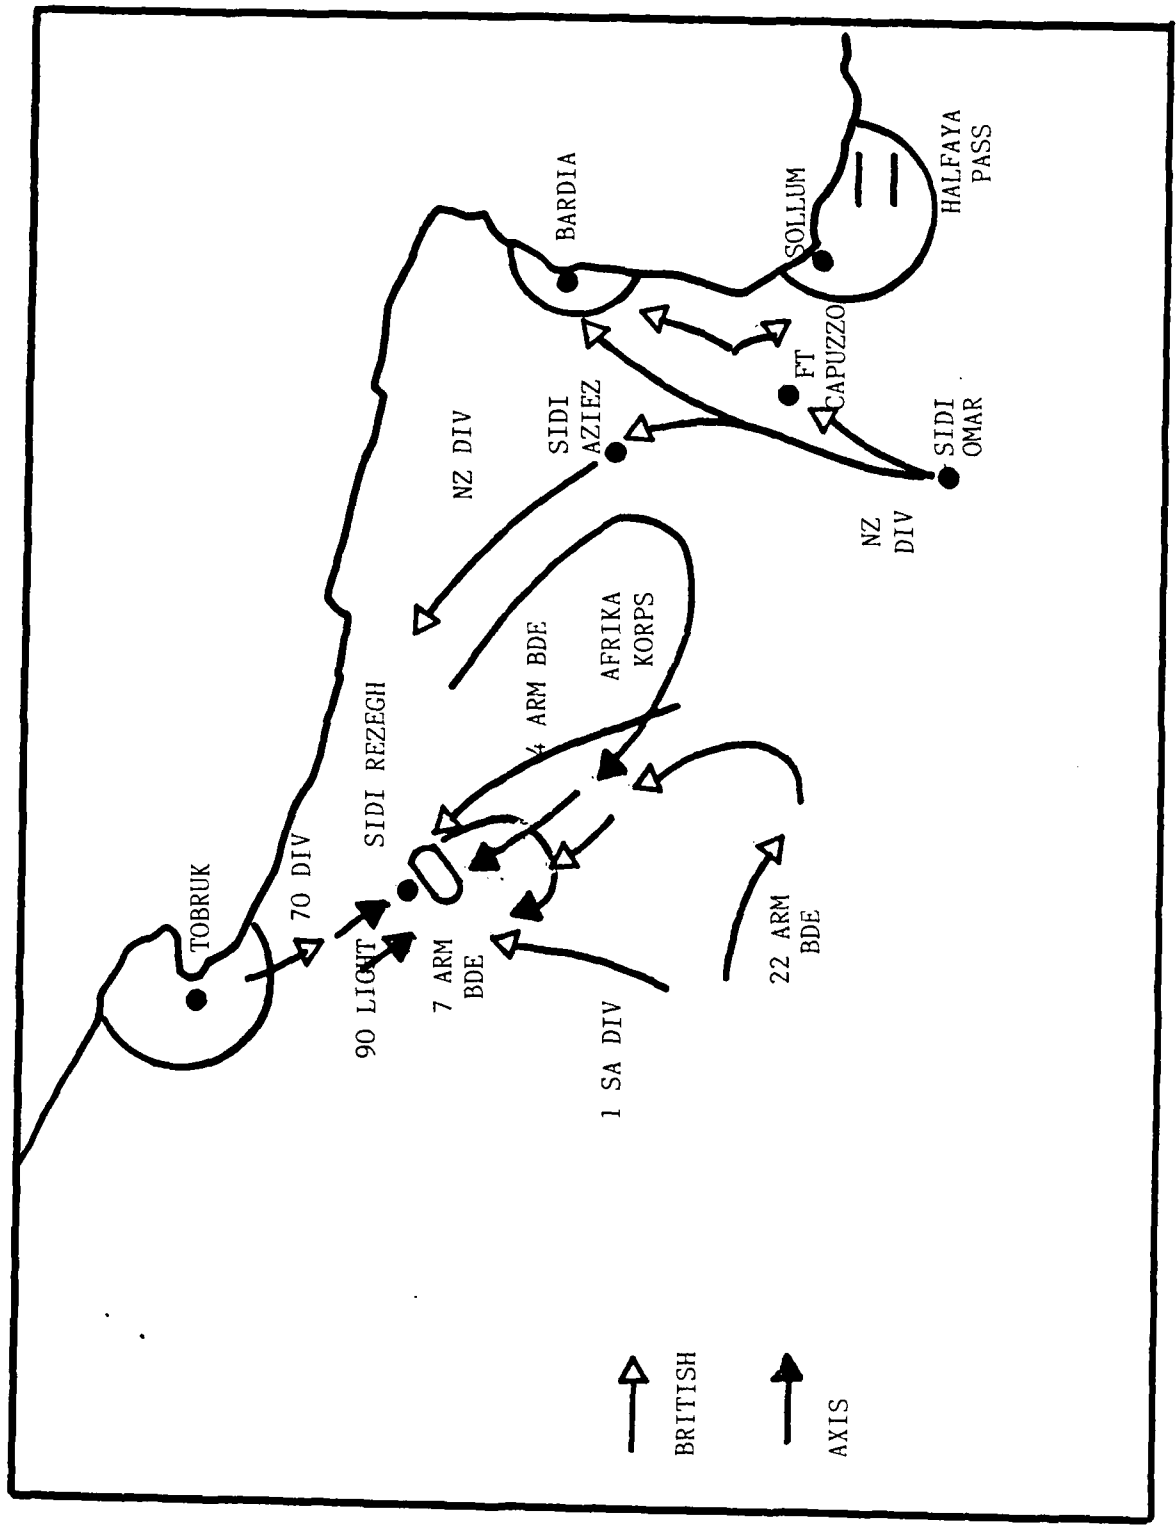 TOBRUK
70 DIV
SIDI REZEGH
90 LIGHT
7 ARM
BDE
NZ DIV
4 ARM BDE
BARDIA
SIDI
AZIEZ
AFRIKA
KORPS
1 SA DIV
22 ARM
BDE
SOLLUM
FT
CAPUZZO
NZ
DIV
SIDI
OMAR
HALFAYA
PASS
BRITISH
AXIS